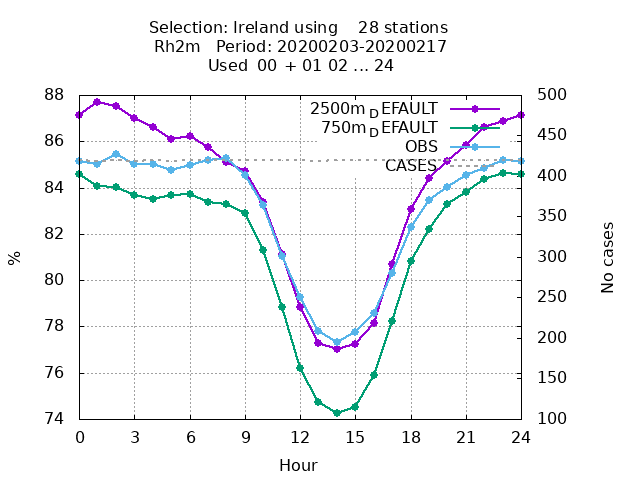 Selection: Ireland using    28 stations
Rh2m   Period: 20200203-20200217
Used  00 + 01 02 ... 24
2500m_DEFAULT
750m_DEFAULT
OBS
CASES
88
86
84
82
80
78
76
74
%
500
450
400
350
300
250
200
150
100
No cases
0 3 6 9 12 15 18 21 24
Hour